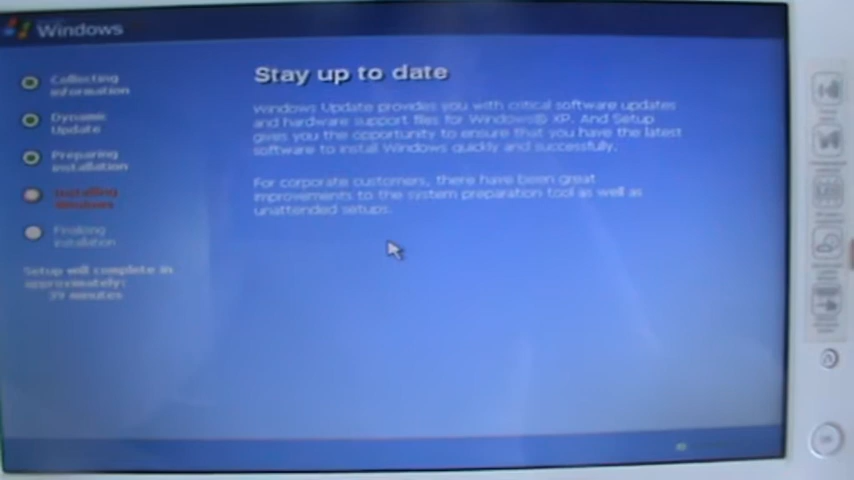 Windows
Collecting
information
Dynamic
Update
Preparing
installation
Installing
Windows
Finalizing
installation
Setup will complete in
approximately:
39 minutes
Stay up to date
Windows Update provides you with critical software updates
and hardware support files for Windows® XP. And Setup
gives you the opportunity to ensure that you have the latest
software to install Windows quickly and successfully.
For corporate customers, there have been great
improvements to the system preparation tool as well as
unattended setups.